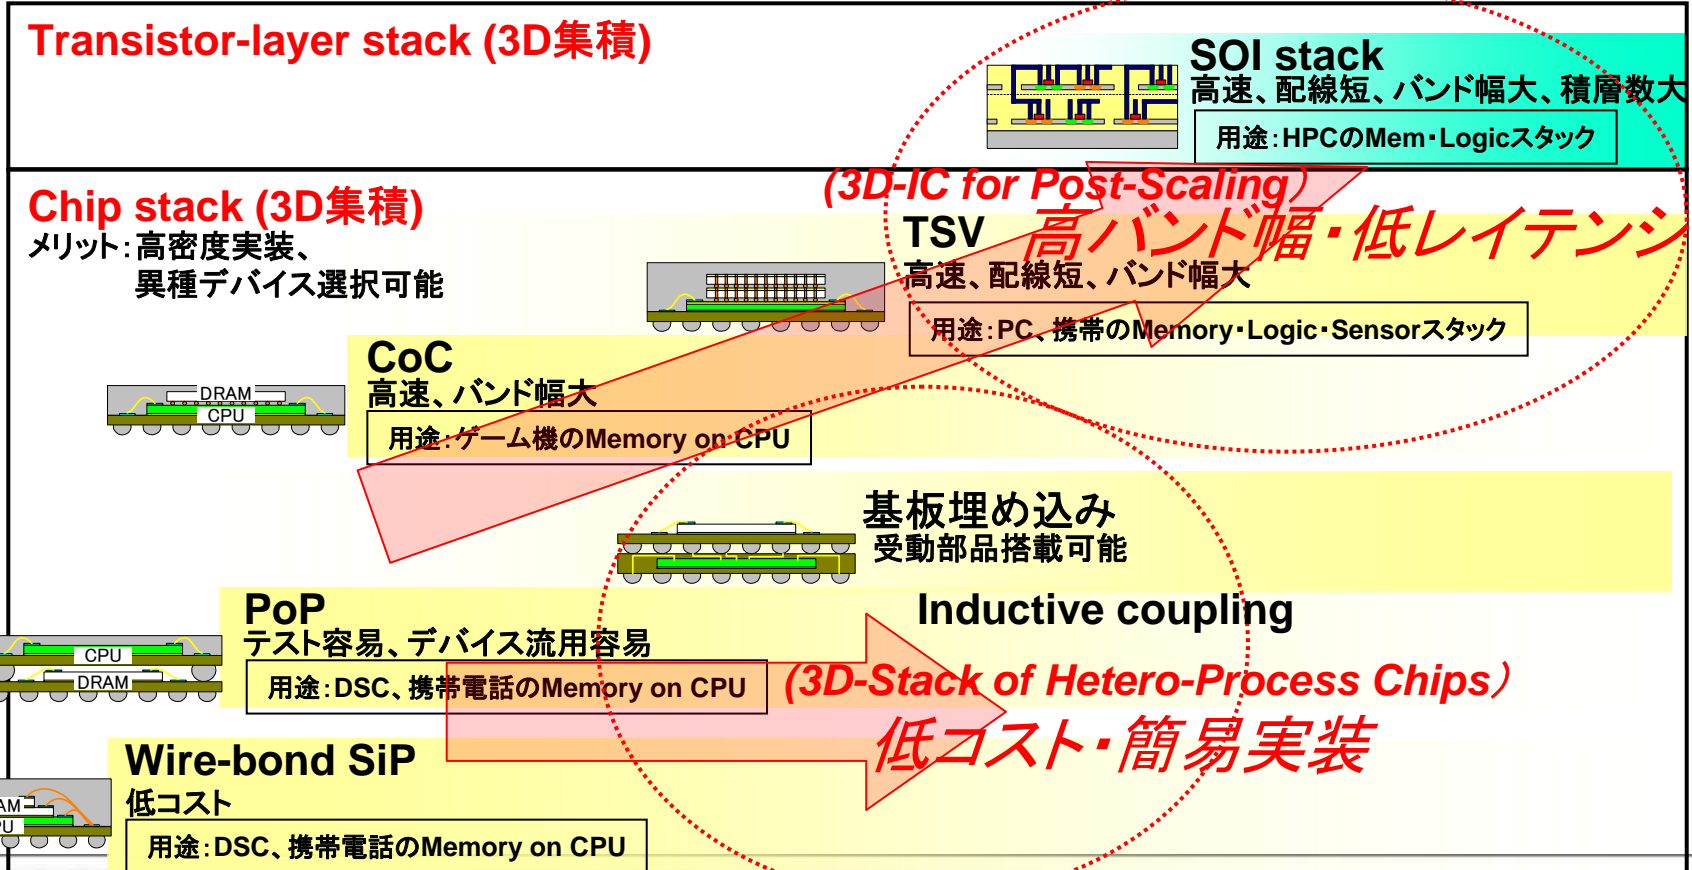 Transistor-layer stack (3D集積)
SOI stack
高速、配線短、バンド幅大、積層数大
用途:HPCのMem・Logicスタック
Chip stack (3D集積)
メリット:高密度実装、
異種デバイス選択可能
(3D-IC for Post-Scaling)
高バンド幅・低レイテンシ
TSV
高速、配線短、バンド幅大
用途:PC、携帯のMemory・Logic・Sensorスタック
CoC
高速、バンド幅大
用途:ゲーム機のMemory on CPU
DRAM
CPU
基板埋め込み
受動部品搭載可能
Inductive coupling
PoP
テスト容易、デバイス流用容易
用途:DSC、携帯電話のMemory on CPU
CPU
DRAM
(3D-Stack of Hetero-Process Chips)
低コスト・簡易実装
Wire-bond SiP
低コスト
用途:DSC、携帯電話のMemory on CPU
AM
PU